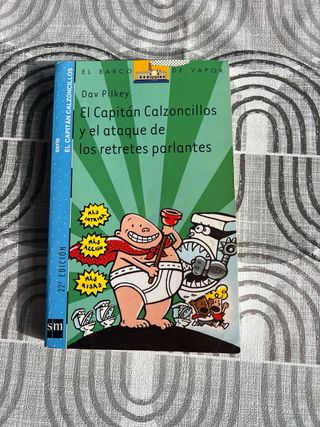 EL BARCO DE VAPOR
Dav Pilkey
El Capitán Calzoncillos
y el ataque de
los retretes parlantes
MÁS
INTRIGA
MÁS
ACCIÓN
MÁS
RISAS
serie
EL CAPITÁN CALZONCILLOS
22ª EDICIÓN
sm